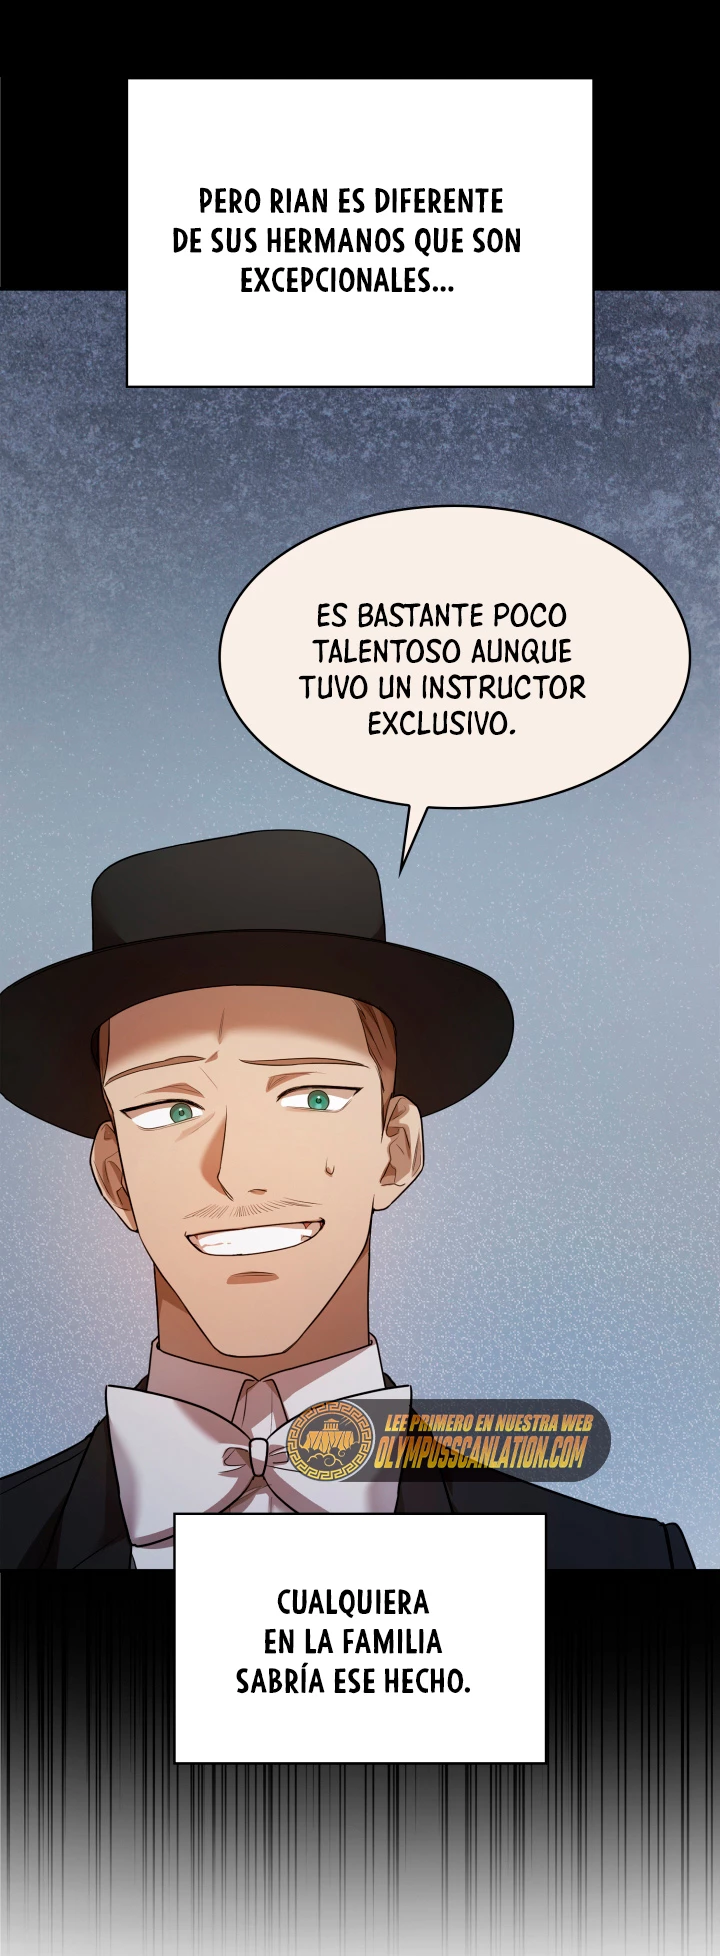 PERO RIAN ES DIFERENTE
DE SUS HERMANOS QUE SON
EXCEPCIONALES...
ES BASTANTE POCO
TALENTOSO AUNQUE
TUVO UN INSTRUCTOR
EXCLUSIVO.
LEE PRIMERO EN NUESTRA WEB
OLYMPUSSCANLATION.COM
CUALQUIERA
EN LA FAMILIA
SABRÍA ESE HECHO.